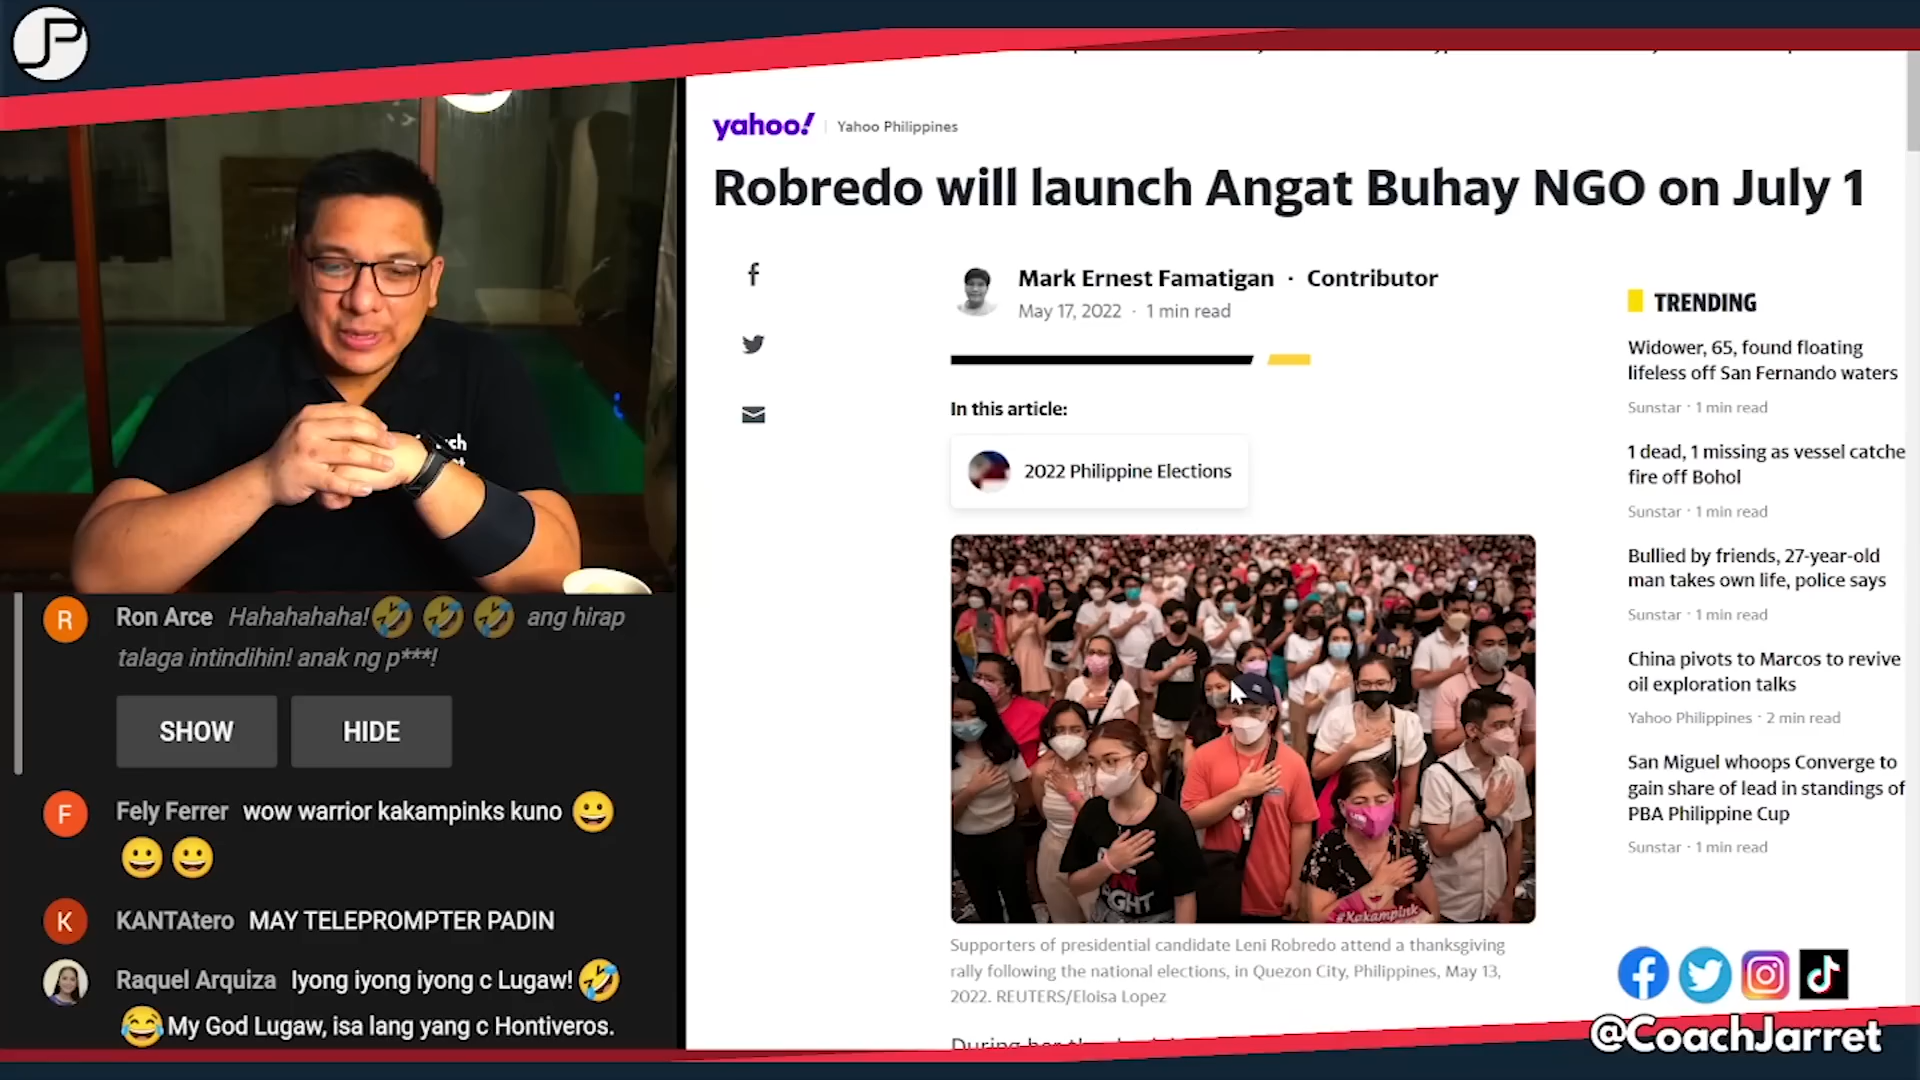 JP
yahoo!
Yahoo Philippines
Robredo will launch Angat Buhay NGO on July 1
Mark Ernest Famatigan · Contributor
May 17, 2022 · 1 min read
In this article:
2022 Philippine Elections
#Kakampink
Supporters of presidential candidate Leni Robredo attend a thanksgiving
rally following the national elections, in Quezon City, Philippines, May 13,
2022. REUTERS/Eloisa Lopez
TRENDING
Widower, 65, found floating
lifeless off San Fernando waters
Sunstar · 1 min read
1 dead, 1 missing as vessel catche
fire off Bohol
Sunstar · 1 min read
Bullied by friends, 27-year-old
man takes own life, police says
Sunstar · 1 min read
China pivots to Marcos to revive
oil exploration talks
Yahoo Philippines · 2 min read
San Miguel whoops Converge to
gain share of lead in standings of
PBA Philippine Cup
Sunstar · 1 min read
R
Ron Arce Hahahahaha!🤣🤣🤣 ang hirap
talaga intindihin! anak ng p***!
SHOW
HIDE
F
Fely Ferrer wow warrior kakampinks kuno 😀
😀😀
K
KANTAtero MAY TELEPROMPTER PADIN
Raquel Arquiza Iyong iyong iyong c Lugaw! 🤣
😂My God Lugaw, isa lang yang c Hontiveros.
@CoachJarret